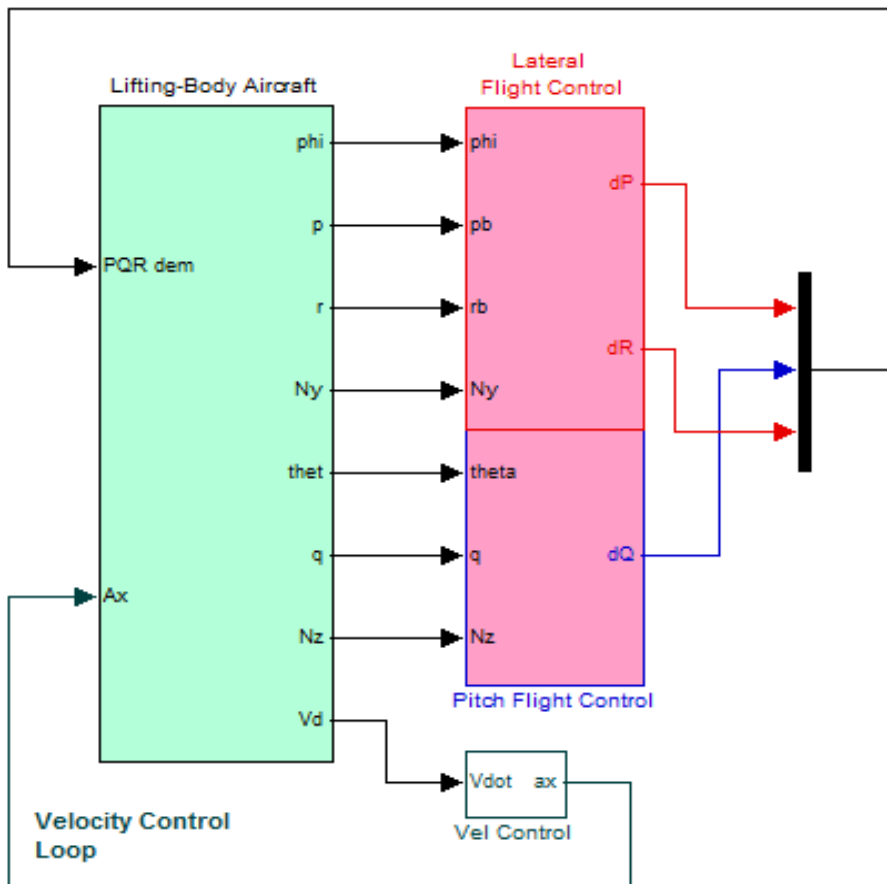 Lifting-Body Aircraft
PQR dem
Ax
phi
p
r
Ny
thet
q
Nz
Vd
Lateral
Flight Control
phi
pb
rb
Ny
dP
dR
theta
q
Nz
dQ
Pitch Flight Control
Vdot
ax
Vel Control
Velocity Control
Loop